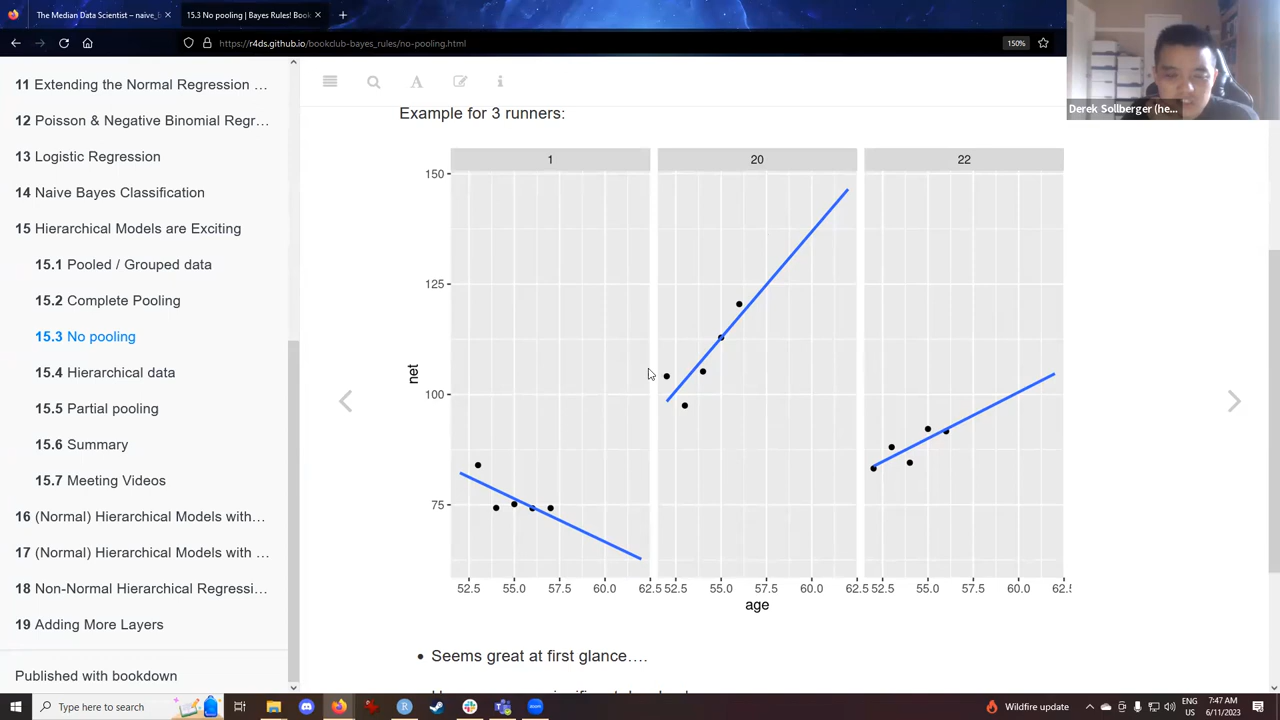 The Median Data Scientist – naive_b
15.3 No pooling | Bayes Rules! Book
https://r4ds.github.io/bookclub-bayes_rules/no-pooling.html
150%
Derek Sollberger (he...
11 Extending the Normal Regression …
12 Poisson & Negative Binomial Regr…
13 Logistic Regression
14 Naive Bayes Classification
15 Hierarchical Models are Exciting
15.1 Pooled / Grouped data
15.2 Complete Pooling
15.3 No pooling
15.4 Hierarchical data
15.5 Partial pooling
15.6 Summary
15.7 Meeting Videos
16 (Normal) Hierarchical Models with…
17 (Normal) Hierarchical Models with …
18 Non-Normal Hierarchical Regressi…
19 Adding More Layers
Published with bookdown
Example for 3 runners:
1 20 22
150
125
100
75
net
52.5 55.0 57.5 60.0 62.5 52.5 55.0 57.5 60.0 62.5 52.5 55.0 57.5 60.0 62.5
age
Seems great at first glance….
Type here to search
Wildfire update
ENG
US
7:47 AM
6/11/2023